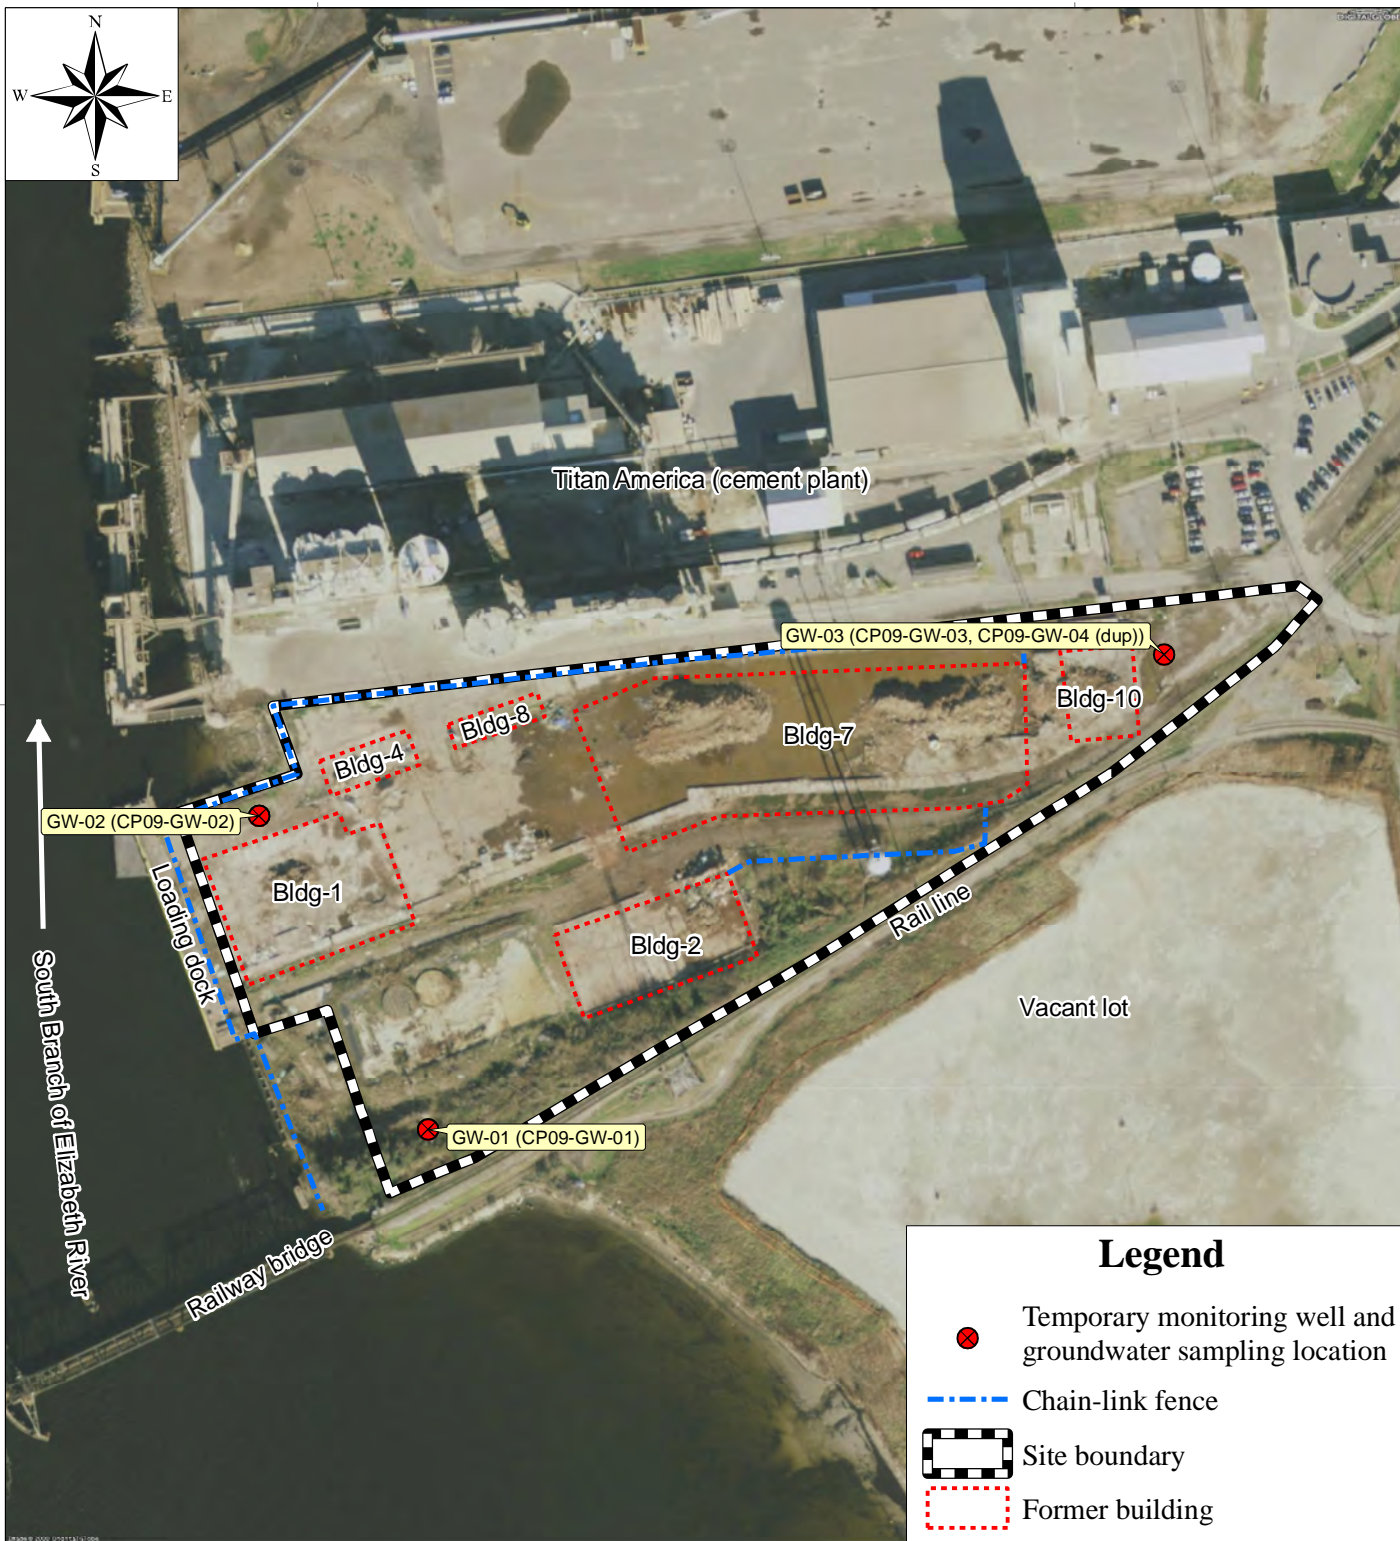 N
W
E
S
DIGITALGLOBE
Titan America (cement plant)
GW-03 (CP09-GW-03, CP09-GW-04 (dup))
Bldg-10
Bldg-8
Bldg-7
Bldg-4
GW-02 (CP09-GW-02)
Bldg-1
Loading dock
Bldg-2
Rail line
South Branch of Elizabeth River
Vacant lot
GW-01 (CP09-GW-01)
Railway bridge
Legend
Temporary monitoring well and
groundwater sampling location
Chain-link fence
Site boundary
Former building